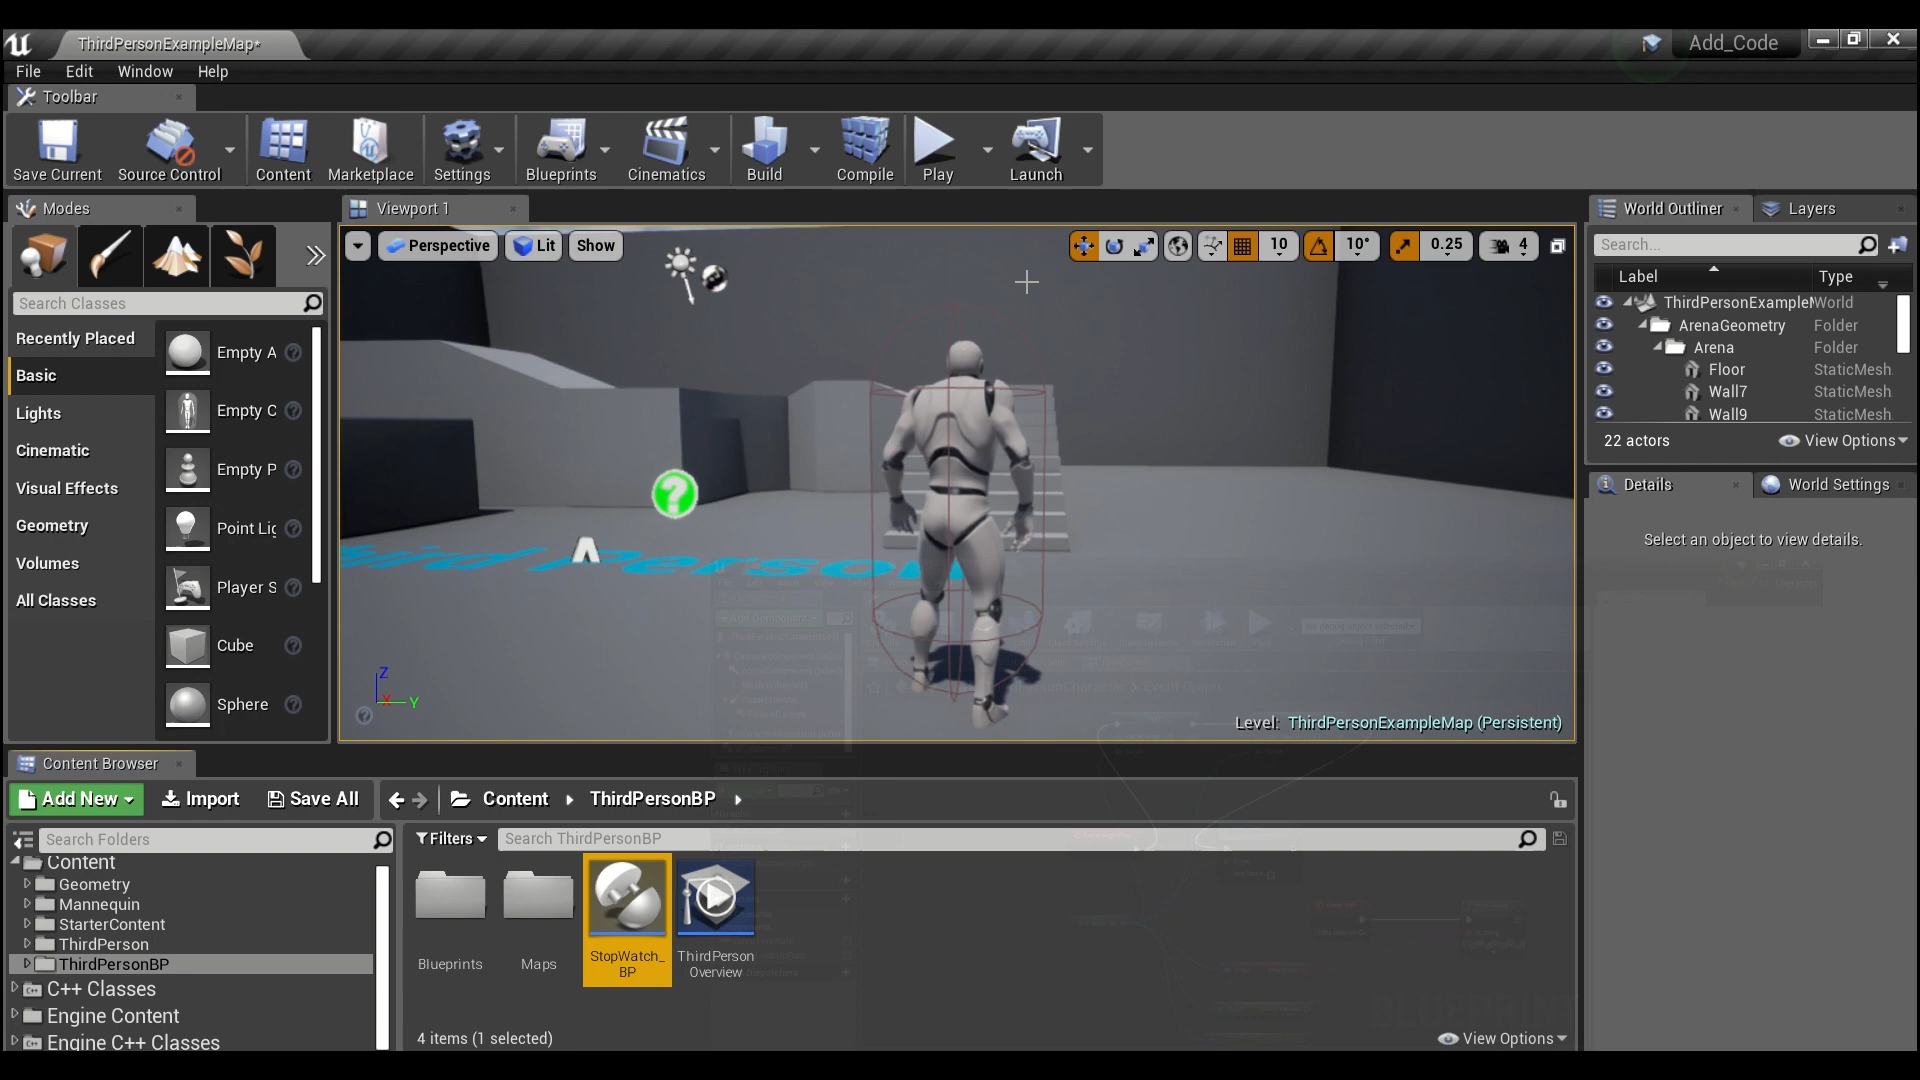 ThirdPersonExampleMap*
Add_Code
File Edit Window Help
Toolbar
Save Current Source Control Content Marketplace Settings Blueprints Cinematics Build Compile Play Launch
Modes
Viewport 1
World Outliner Layers
Perspective Lit Show 10 10° 0.25 4
Search...
Search Classes
Label Type
Recently Placed
Basic
Lights
Cinematic
Visual Effects
Geometry
Volumes
All Classes
Empty A
Empty C
Empty P
Point Lig
Player S
Cube
Sphere
ThirdPersonExampleM World
ArenaGeometry Folder
Arena Folder
Floor StaticMesh
Wall7 StaticMesh
Wall9 StaticMesh
22 actors View Options
Details World Settings
Select an object to view details.
Person
Z
X Y
Level: ThirdPersonExampleMap (Persistent)
Content Browser
Add New Import Save All Content ThirdPersonBP
Search Folders
Filters Search ThirdPersonBP
Content
Geometry
Mannequin
StarterContent
ThirdPerson
ThirdPersonBP
C++ Classes
Engine Content
Engine C++ Classes
Blueprints Maps StopWatch_
BP
ThirdPerson
Overview
4 items (1 selected) View Options